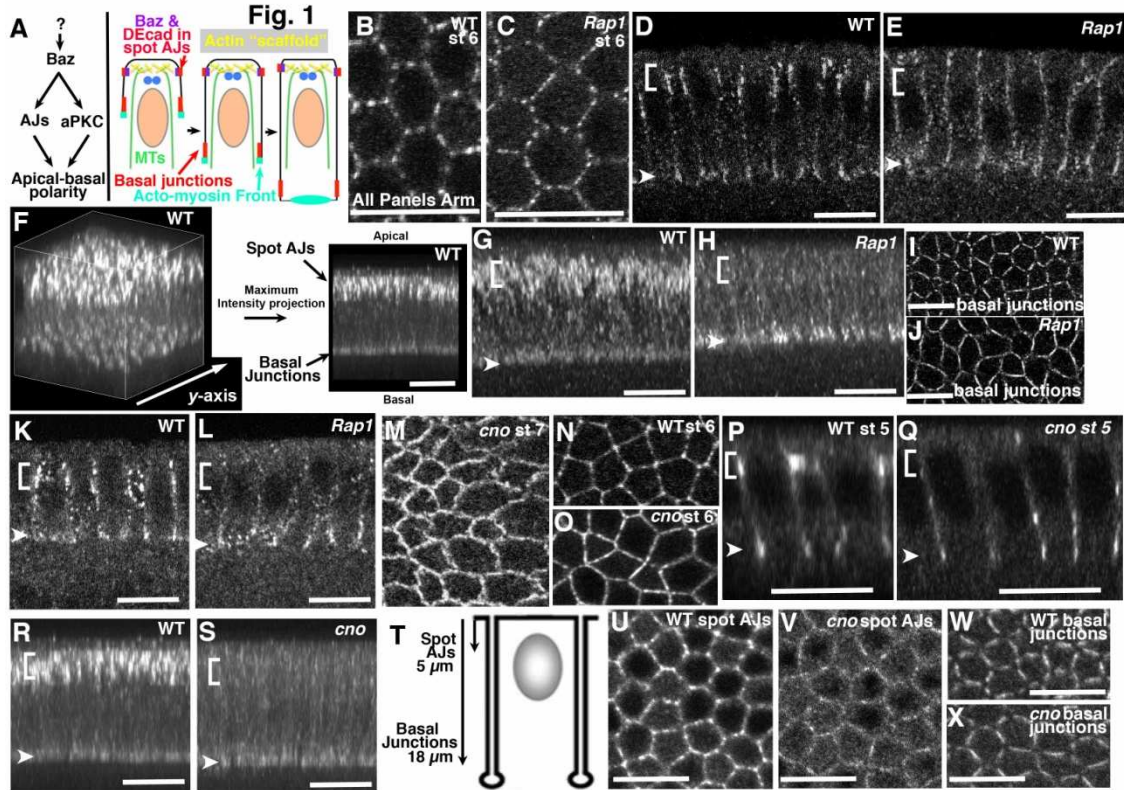 Fig. 1
A
?
Baz
AJs aPKC
Apical-basal
polarity
Baz &
DEcad in
spot AJs
Actin "scaffold"
MTs
Basal junctions
Acto-myosin Front
B
WT
st 6
All Panels Arm
C
Rap1
st 6
D
WT
E
Rap1
F
WT
y-axis
Spot AJs
Maximum
Intensity projection
Basal
Junctions
Apical
WT
Basal
G
WT
H
Rap1
I
WT
basal junctions
J
Rap1
basal junctions
K
WT
L
Rap1
M
cno st 7
N
WT st 6
O
cno st 6
P
WT st 5
Q
cno st 5
R
WT
S
cno
T
Spot
AJs
5 µm
Basal
Junctions
18 µm
U
WT spot AJs
V
cno spot AJs
W
WT basal
junctions
X
cno basal
junctions